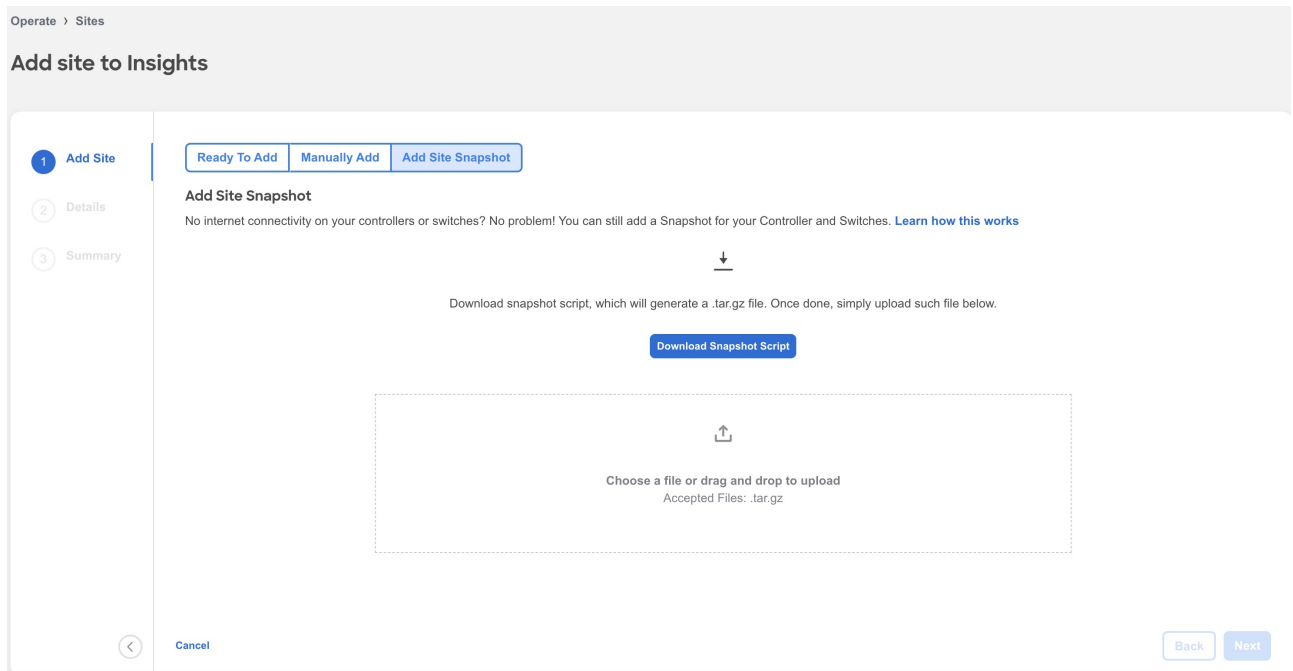 Operate > Sites
Add site to Insights
1 Add Site
2 Details
3 Summary
Ready To Add Manually Add Add Site Snapshot
Add Site Snapshot
No internet connectivity on your controllers or switches? No problem! You can still add a Snapshot for your Controller and Switches. Learn how this works
Download snapshot script, which will generate a .tar.gz file. Once done, simply upload such file below.
Download Snapshot Script
Choose a file or drag and drop to upload
Accepted Files: .tar.gz
Cancel
Back Next